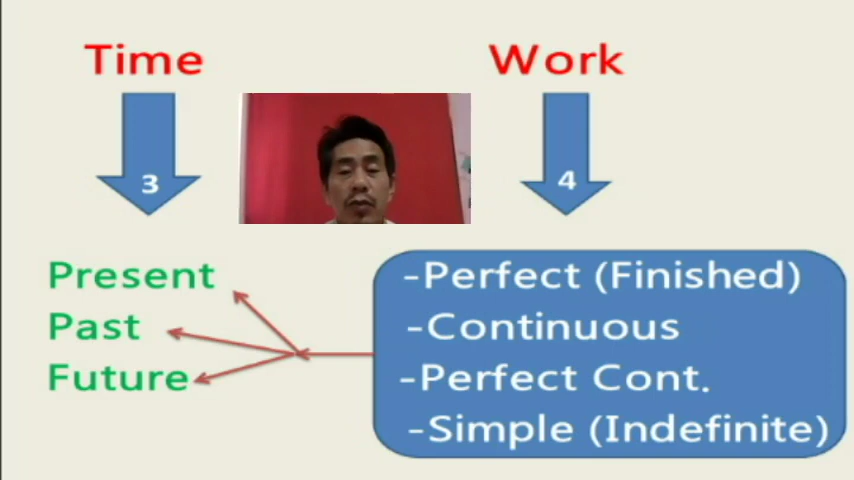 Time
Work
3
4
Present
Past
Future
-Perfect (Finished)
-Continuous
-Perfect Cont.
-Simple (Indefinite)